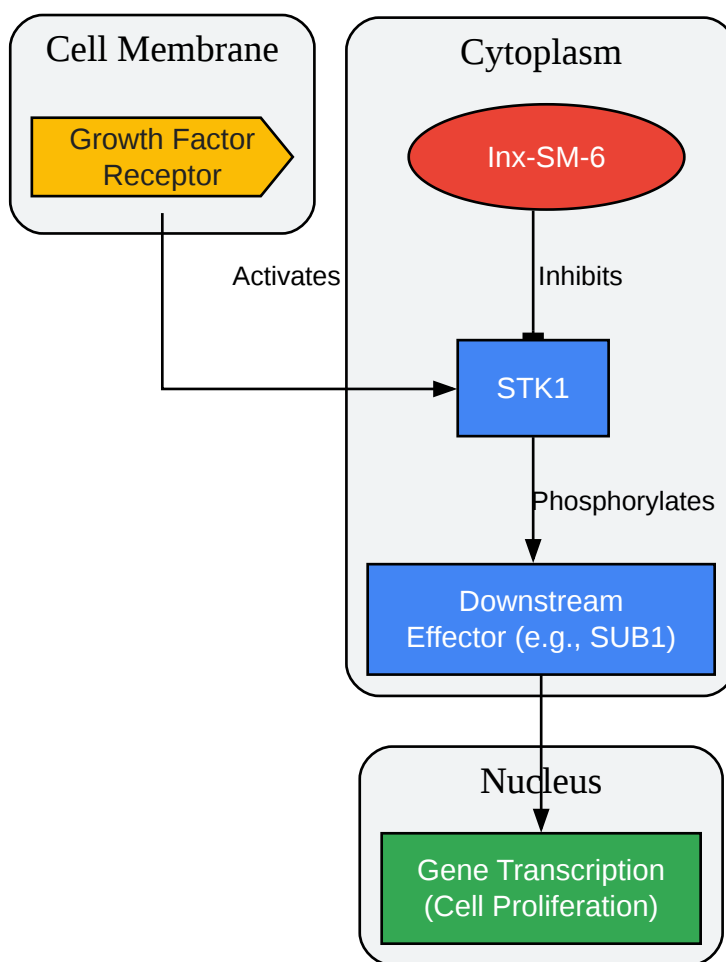 Cell Membrane
Growth Factor
Receptor
Cytoplasm
Inx-SM-6
Activates
Inhibits
STK1
Phosphorylates
Downstream
Effector (e.g., SUB1)
Nucleus
Gene Transcription
(Cell Proliferation)